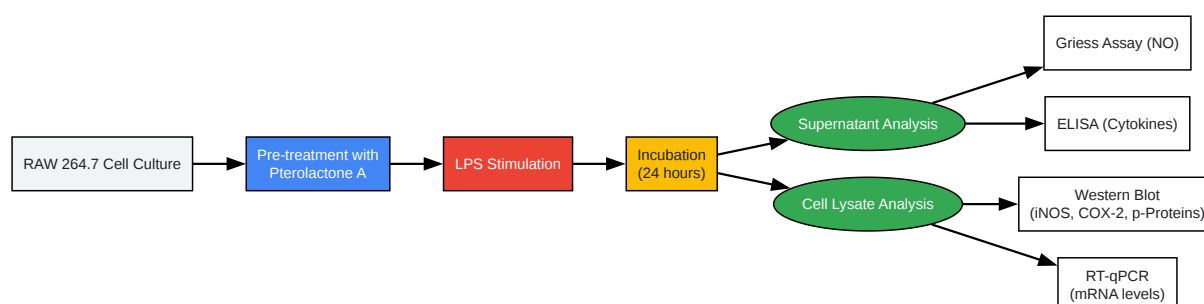 RAW 264.7 Cell Culture
Pre-treatment with
Pterolactone A
LPS Stimulation
Incubation
(24 hours)
Supernatant Analysis
Cell Lysate Analysis
Griess Assay (NO)
ELISA (Cytokines)
Western Blot
(iNOS, COX-2, p-Proteins)
RT-qPCR
(mRNA levels)